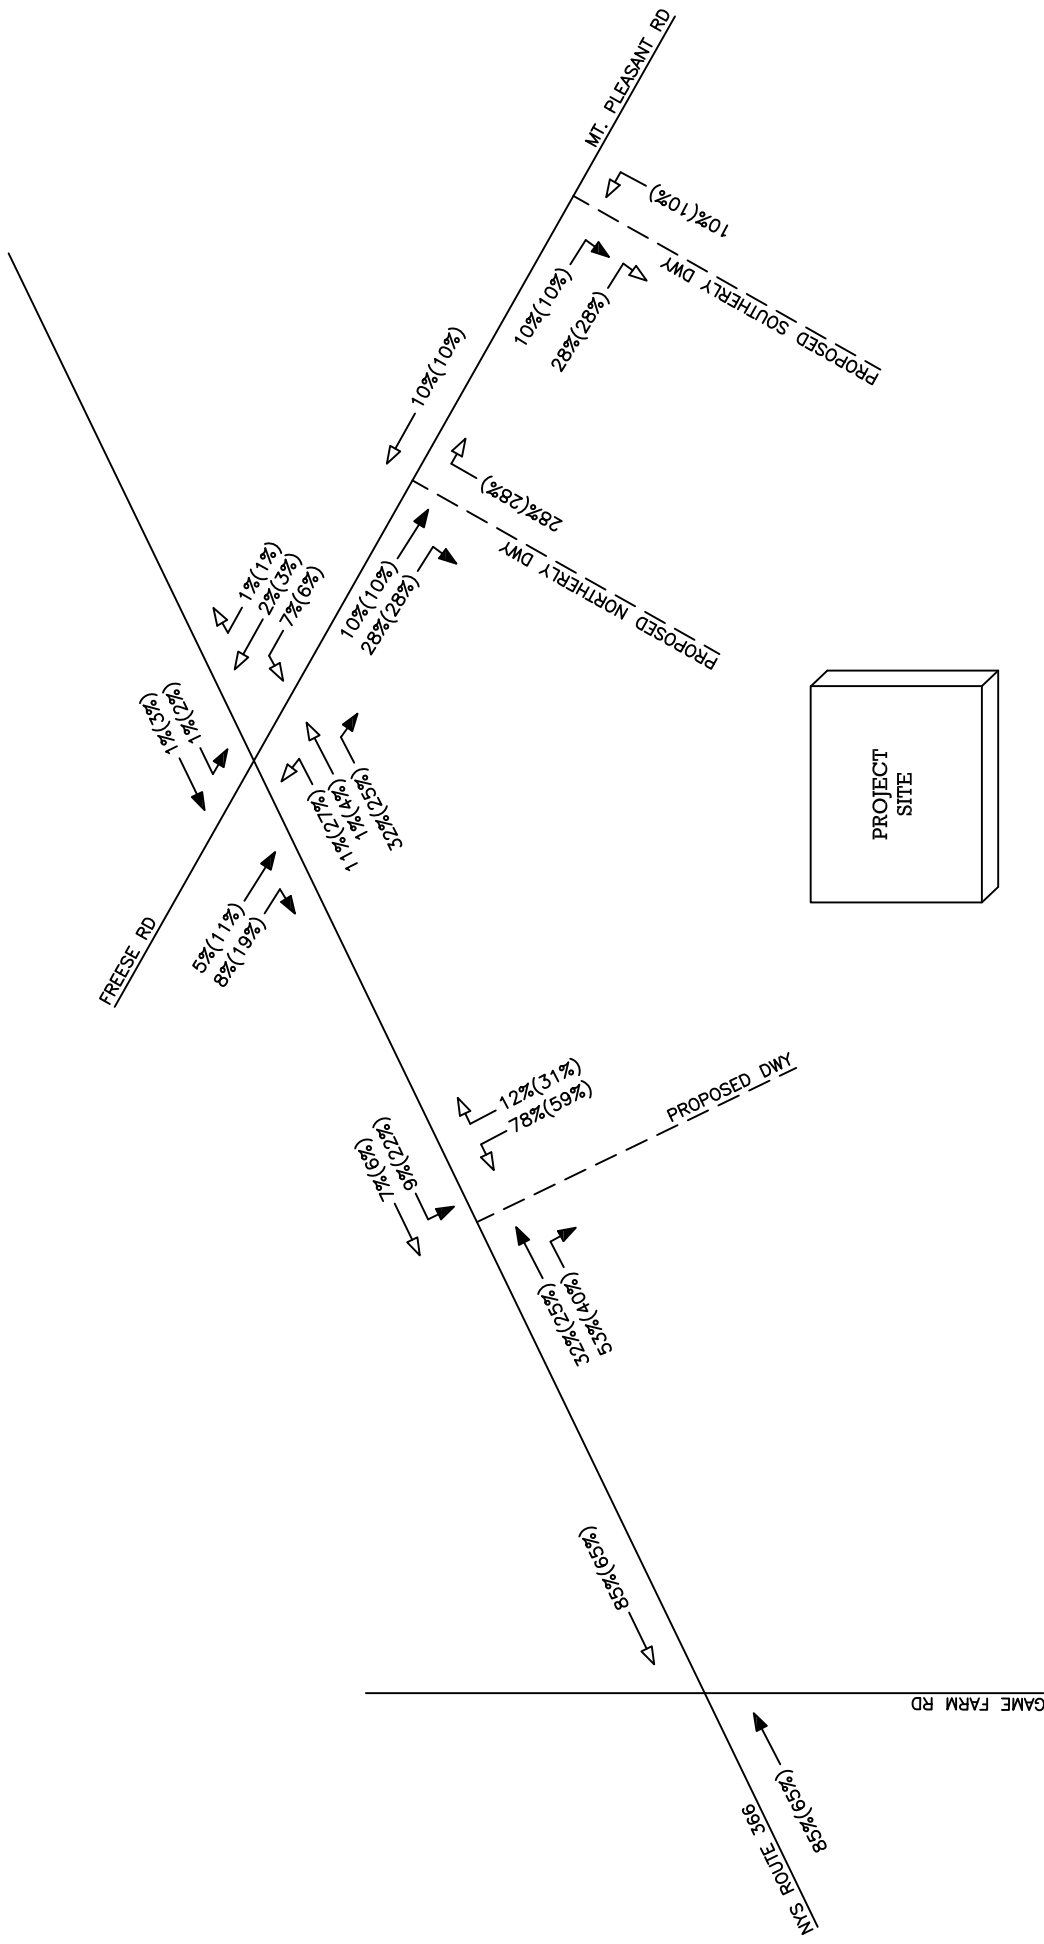 MT. PLEASANT RD
10%(10%)
PROPOSED SOUTHERLY DWY
10%(10%)
28%(28%)
10%(10%)
28%(28%)
PROPOSED NORTHERLY DWY
10%(10%)
28%(28%)
1%(1%)
2%(3%)
7%(6%)
1%(3%)
1%(2%)
11%(27%)
1%(4%)
32%(25%)
5%(11%)
8%(19%)
FREESE RD
PROJECT
SITE
12%(31%)
78%(59%)
PROPOSED DWY
7%(6%)
9%(22%)
32%(25%)
53%(40%)
85%(65%)
GAME FARM RD
85%(65%)
NYS ROUTE 366